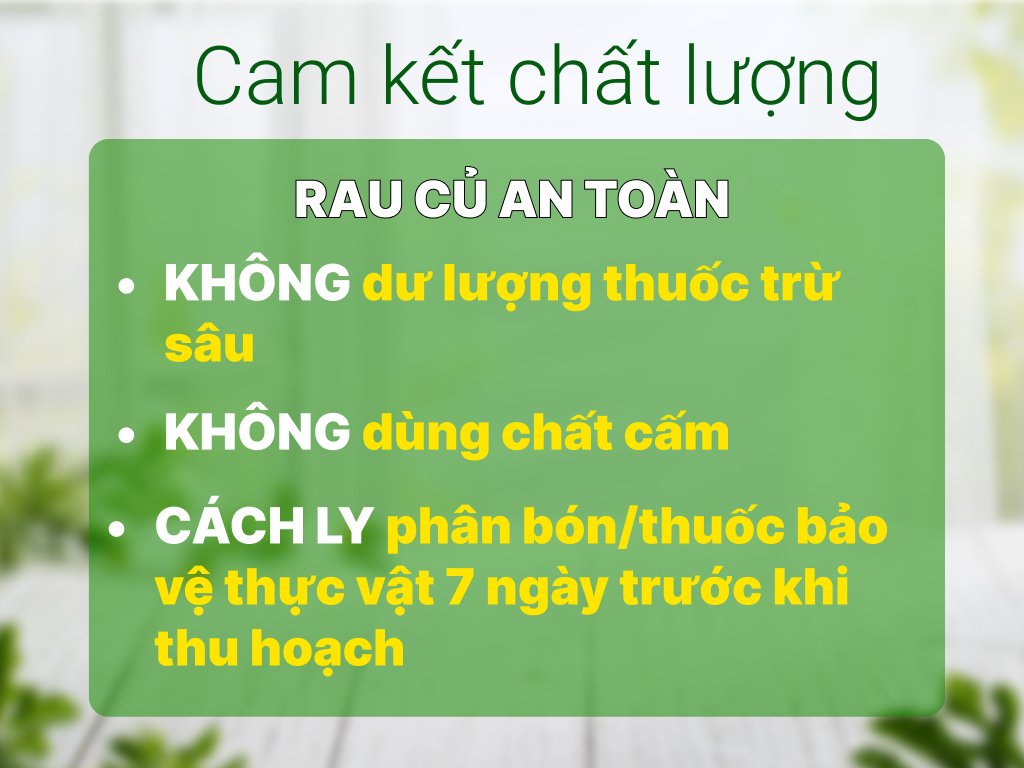 Cam kết chất lượng
RAU CỦ AN TOÀN
• KHÔNG dư lượng thuốc trừ
sâu
• KHÔNG dùng chất cấm
• CÁCH LY phân bón/thuốc bảo
vệ thực vật 7 ngày trước khi
thu hoạch